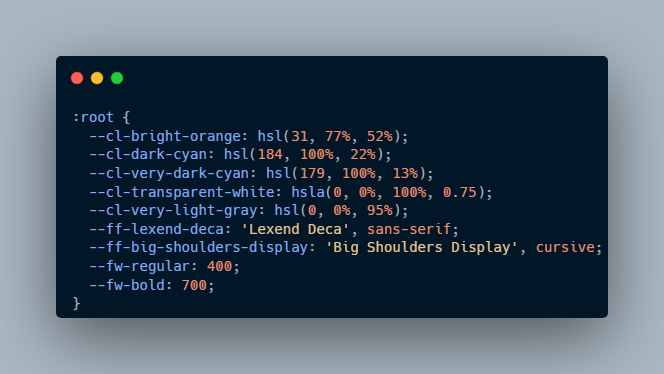 :root {
  --cl-bright-orange: hsl(31, 77%, 52%);
  --cl-dark-cyan: hsl(184, 100%, 22%);
  --cl-very-dark-cyan: hsl(179, 100%, 13%);
  --cl-transparent-white: hsla(0, 0%, 100%, 0.75);
  --cl-very-light-gray: hsl(0, 0%, 95%);
  --ff-lexend-deca: 'Lexend Deca', sans-serif;
  --ff-big-shoulders-display: 'Big Shoulders Display', cursive;
  --fw-regular: 400;
  --fw-bold: 700;
}